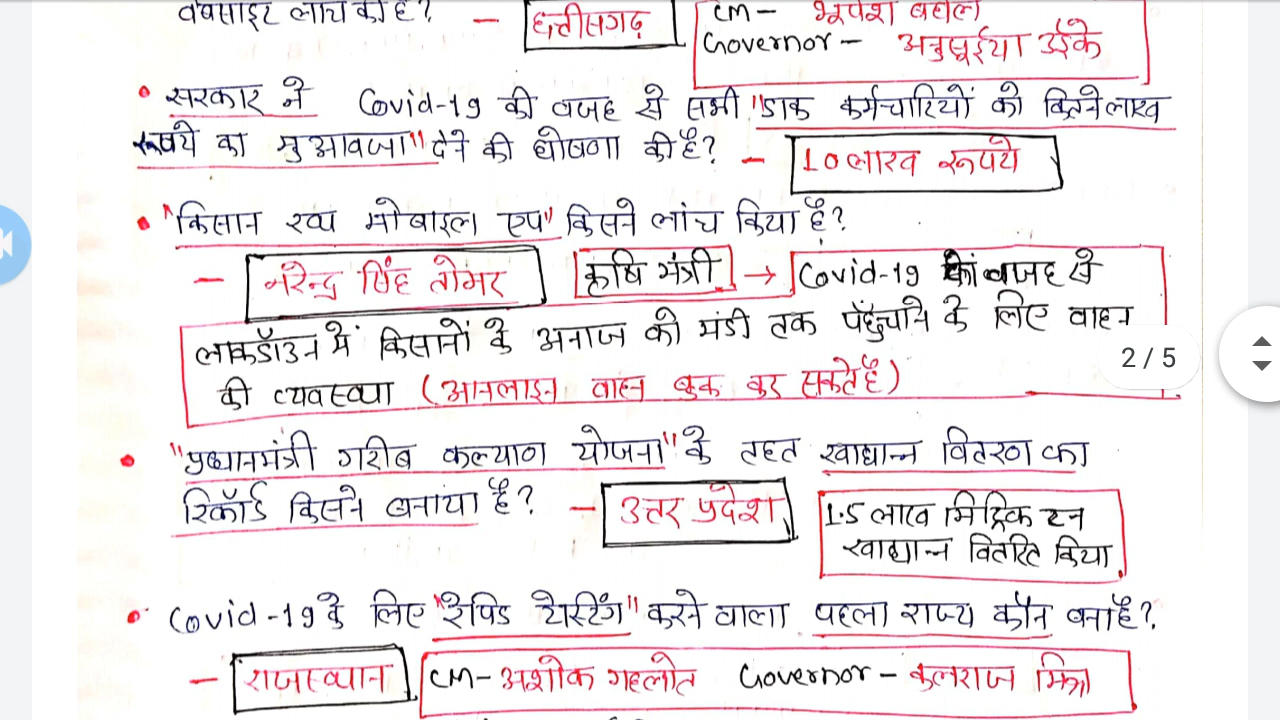 वेबसाइट लांच की है? – छत्तीसगढ़ CM- भूपेश बघेल
Governor - अनुसूईया उईके
• सरकार ने Covid-19 की वजह से सभी "डाक कर्मचारियों को कितने लाख
रूपये का मुआवजा" देने की घोषणा की है? – 10 लाख रूपये
• "किसान रथ मोबाइल एप" किसने लांच किया है?
– नरेन्द्र सिंह तोमर कृषि मंत्री → Covid-19 की वजह से
लाकडॉउन में किसानों के अनाज को मंडी तक पहुँचाने के लिए वाहन
की व्यवस्था (आनलाइन वाहन बुक कर सकते है)
2 / 5
• "प्रधानमंत्री गरीब कल्याण योजना" के तहत खाद्यान्न वितरण का
रिकॉर्ड किसने बनाया है? – उत्तर प्रदेश 1.5 लाख मिट्रिक टन
खाद्यान्न वितरित किया
• Covid-19 के लिए "रैपिड टेस्टिंग" करने वाला पहला राज्य कौन बना है?
– राजस्थान CM- अशोक गहलोत Governor - कलराज मिश्रा